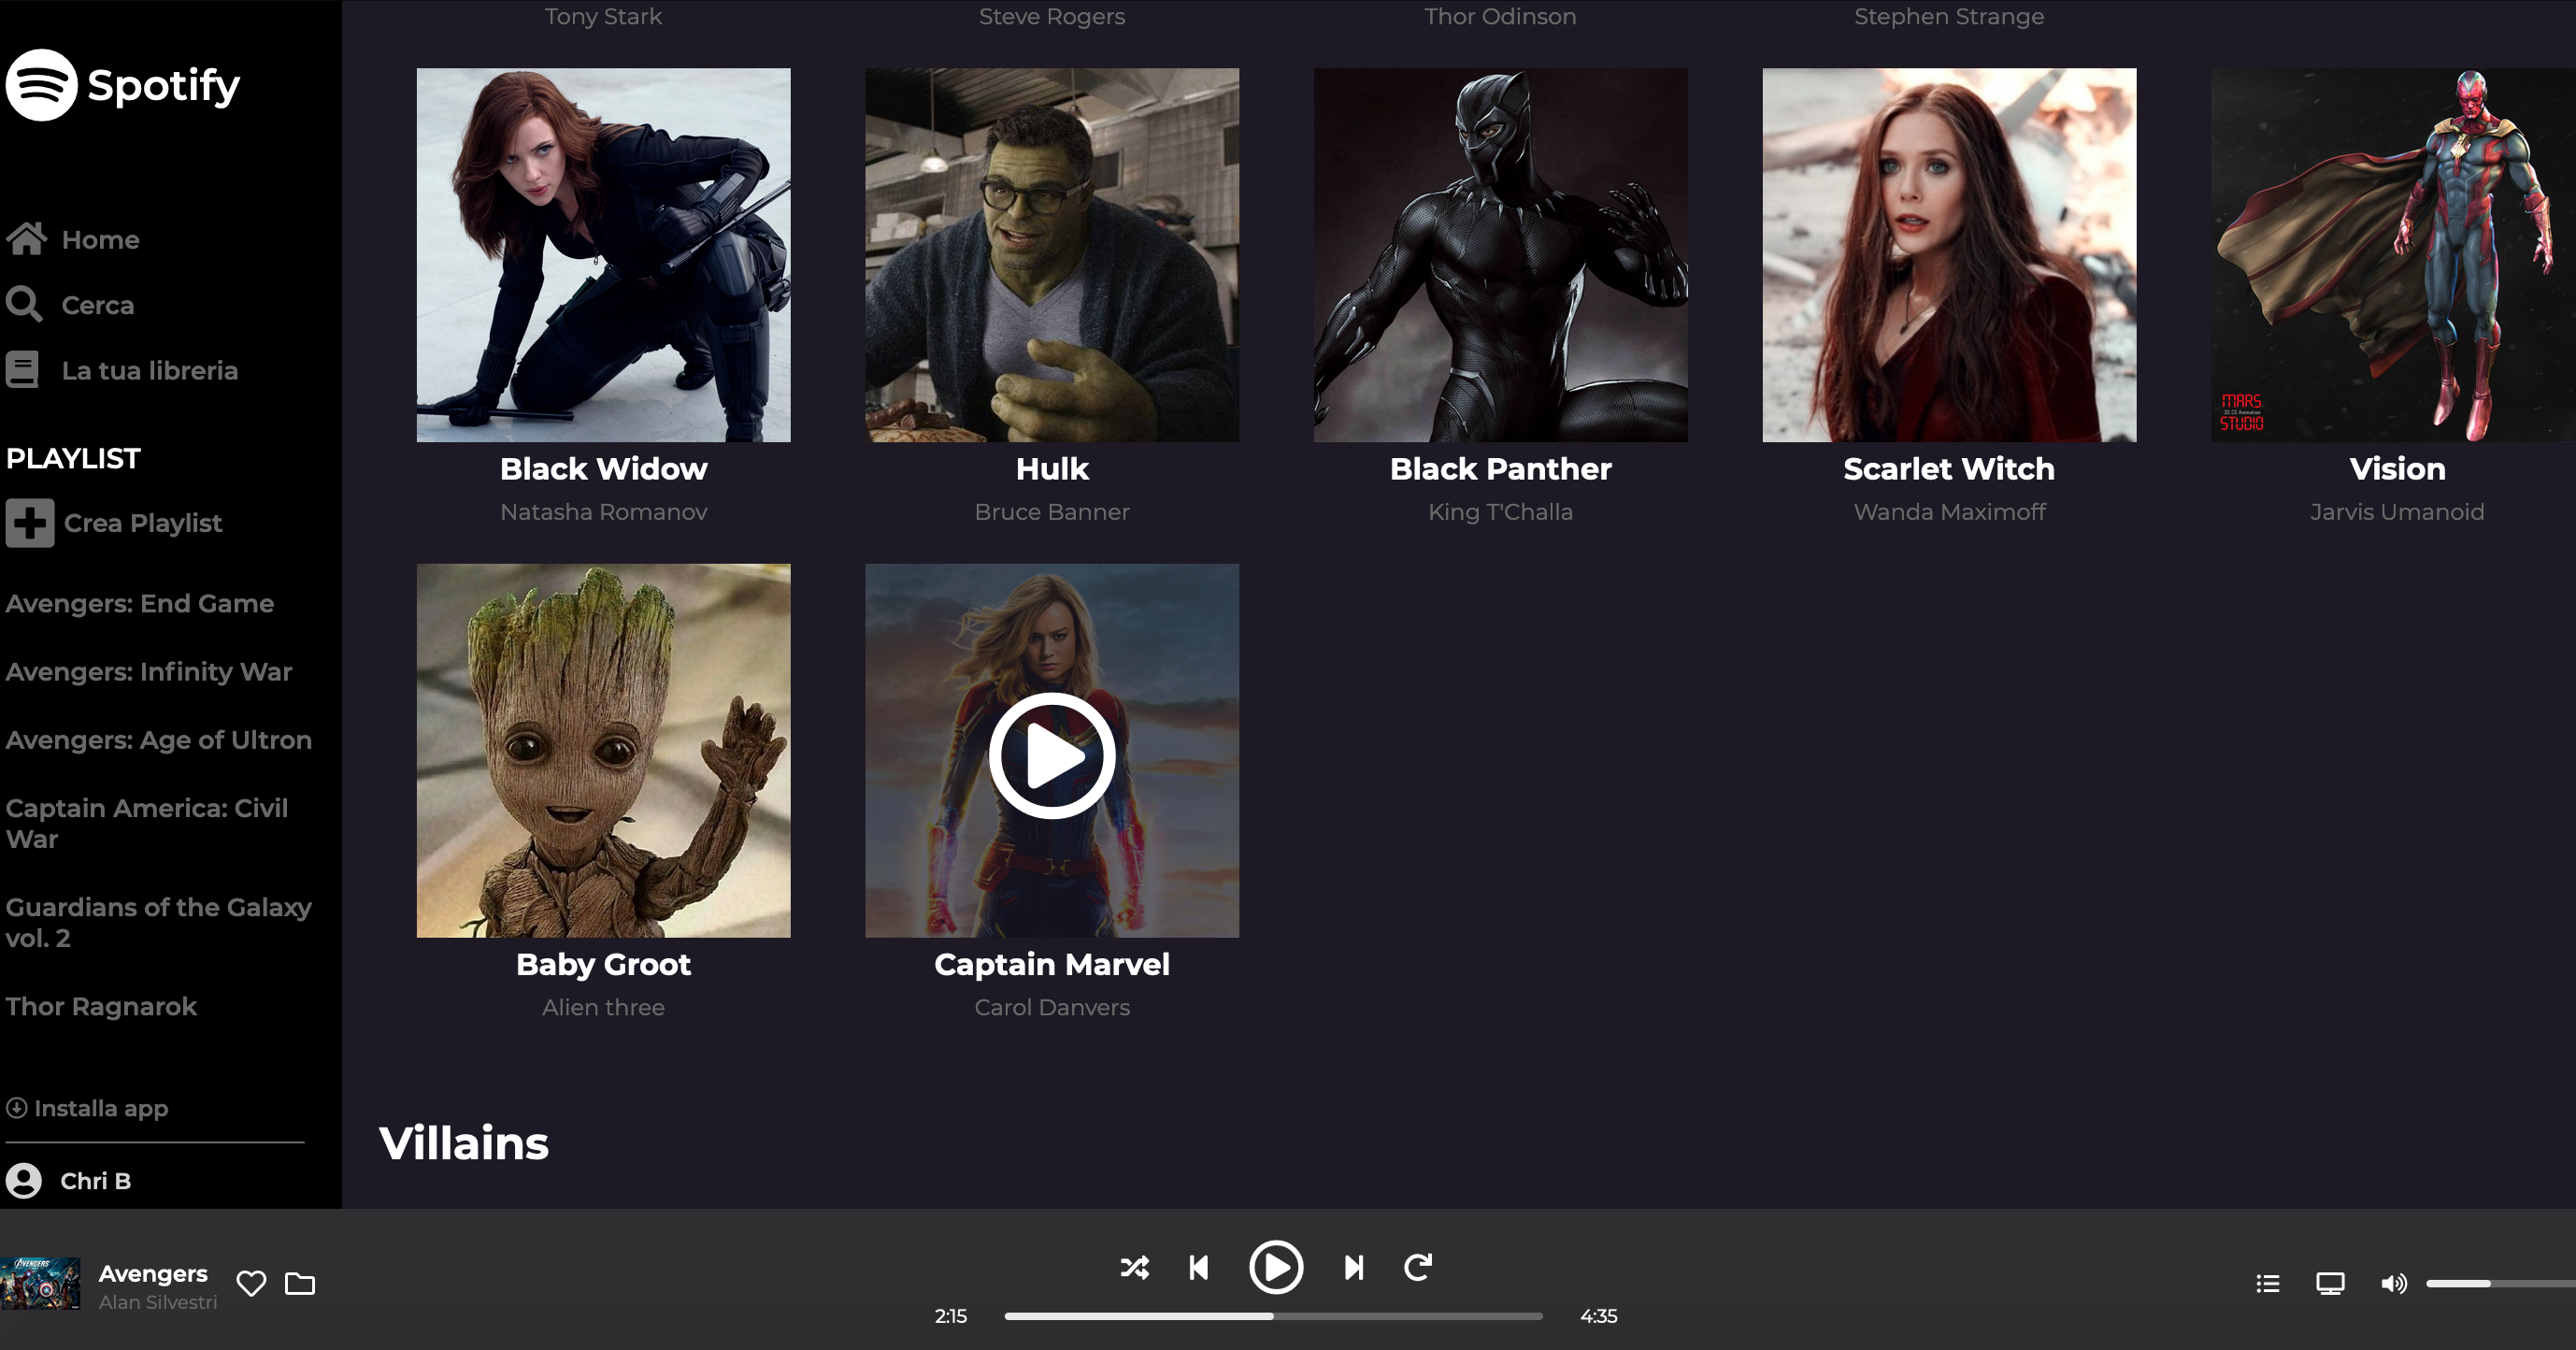 Spotify
Home
Cerca
La tua libreria
PLAYLIST
Crea Playlist
Avengers: End Game
Avengers: Infinity War
Avengers: Age of Ultron
Captain America: Civil
War
Guardians of the Galaxy
vol. 2
Thor Ragnarok
Installa app
Chri B
Tony Stark
Steve Rogers
Thor Odinson
Stephen Strange
MARS
3D CG Animation
STUDIO
Black Widow
Hulk
Black Panther
Scarlet Witch
Vision
Natasha Romanov
Bruce Banner
King T'Challa
Wanda Maximoff
Jarvis Umanoid
Baby Groot
Captain Marvel
Alien three
Carol Danvers
Villains
AVENGERS
Avengers
Alan Silvestri
2:15
4:35